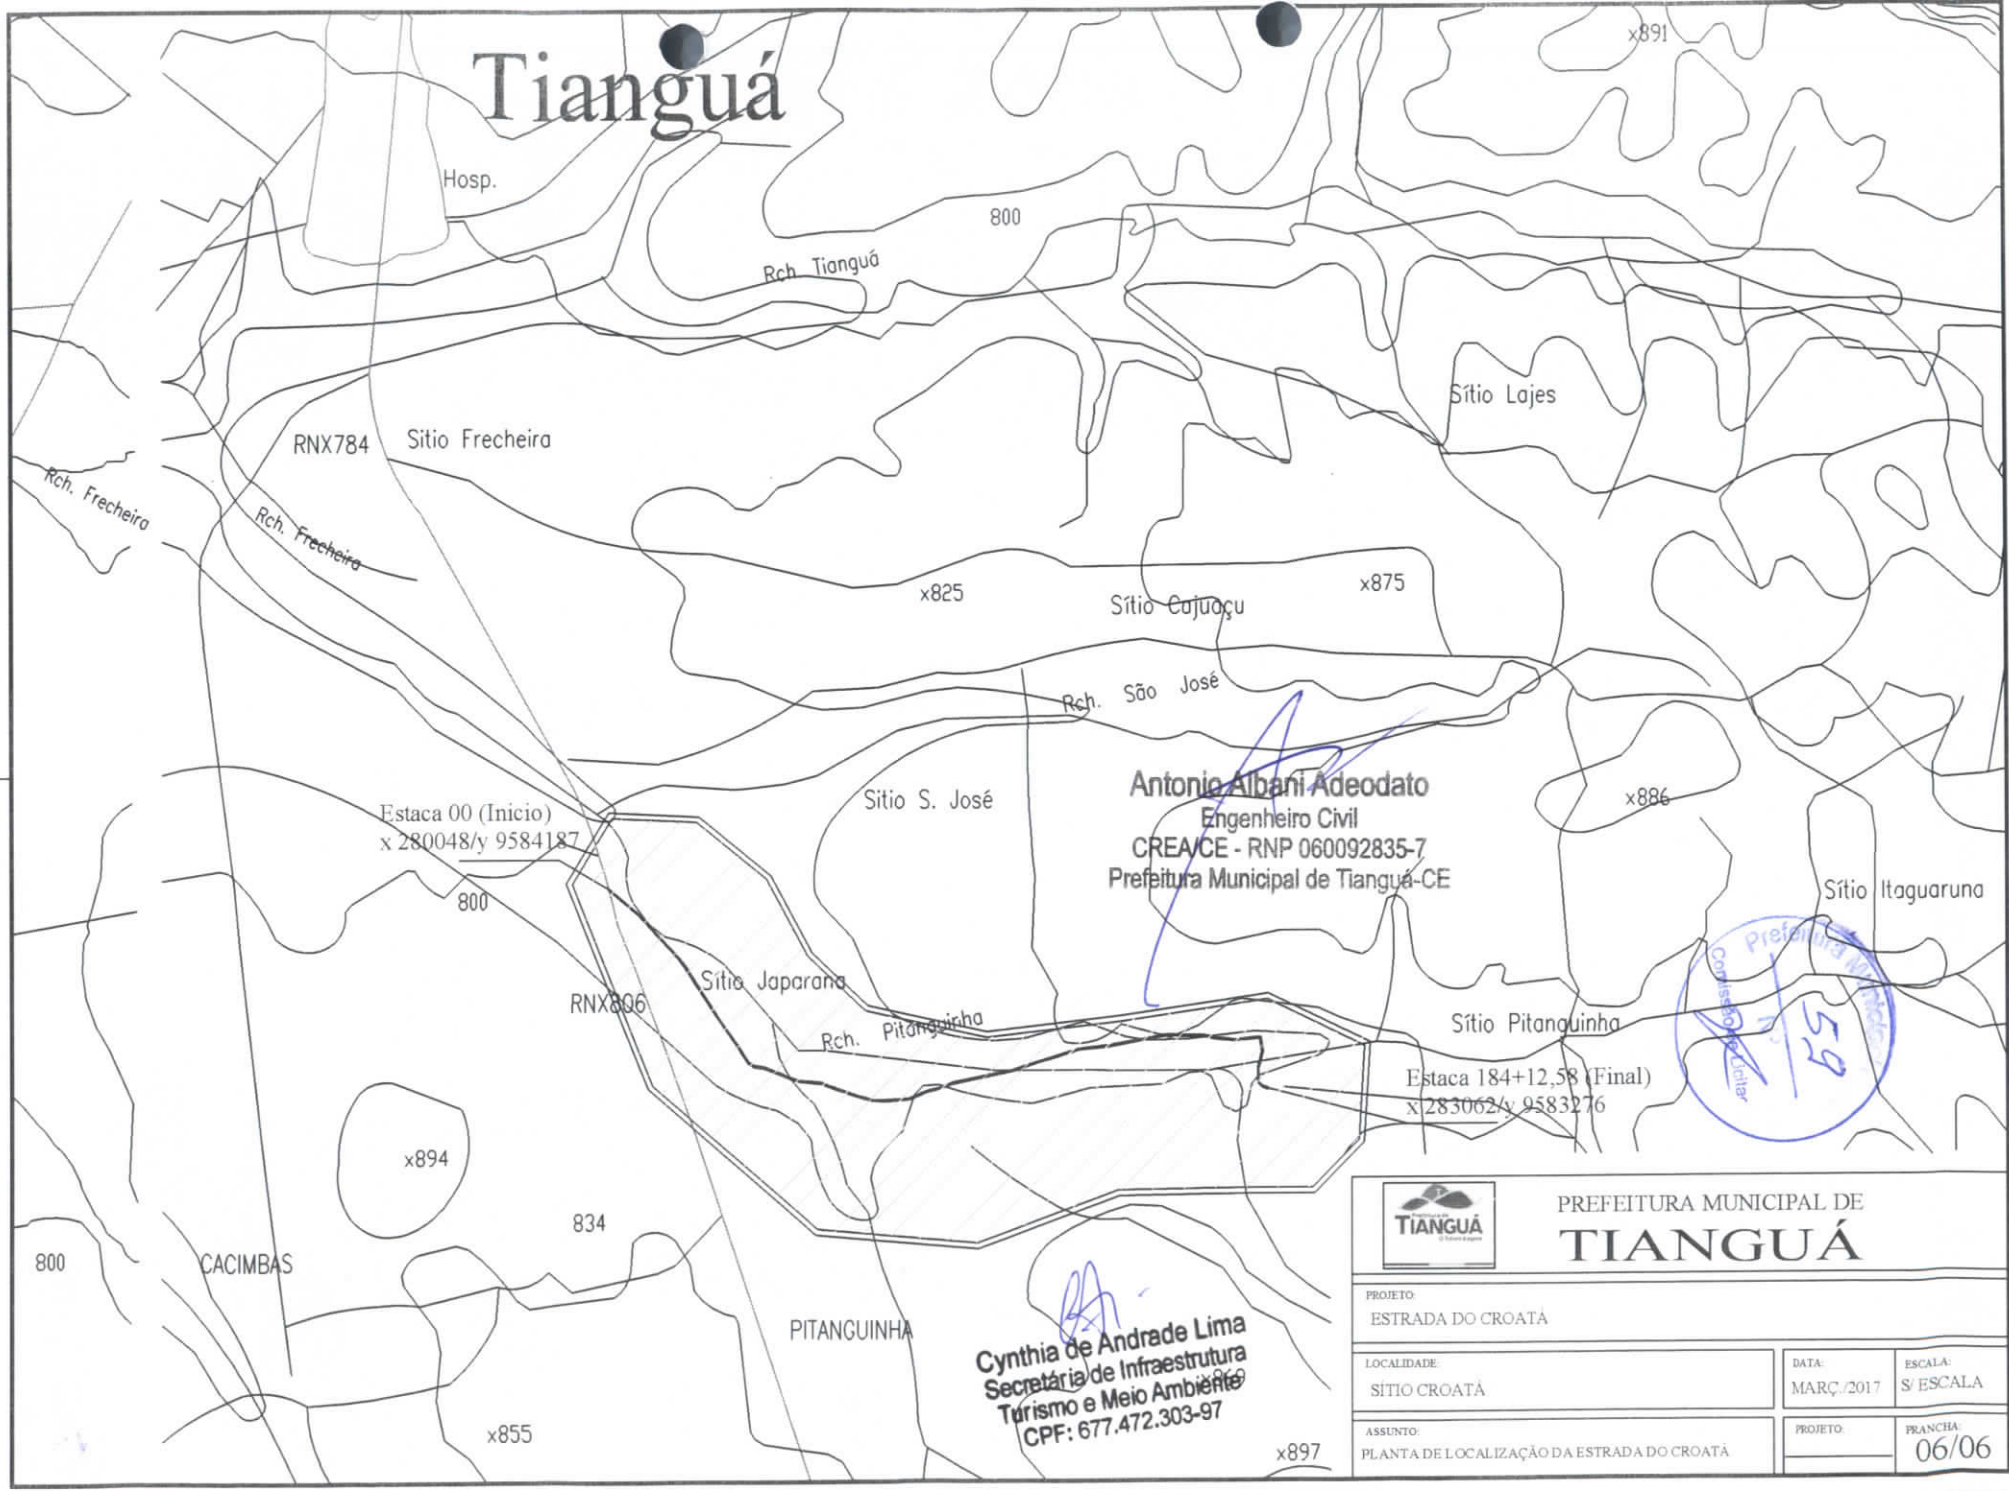 Tianguá
x891
Hosp.
800
Rch Tianguá
Sítio Lajes
RNX784
Sitio Frecheira
Rch. Frecheira
Rch. Frecheira
x825
Sítio Cajuaçu
x875
Rch. São José
Antonio Albani Adeodato
Engenheiro Civil
CREA/CE - RNP 060092835-7
Prefeitura Municipal de Tianguá-CE
Sitio S. José
x886
Estaca 00 (Inicio)
x 280048/y 9584187
800
Sítio Itaguaruna
Prefeitura Municipal
Comissão de Licitar
59
Sítio Japarana
RNX806
Rch. Pitanguinha
Sítio Pitanguinha
Estaca 184+12,58 (Final)
x 283062/y 9583276
x894
834
800
CACIMBAS
PITANGUINHA
Cynthia de Andrade Lima
Secretária de Infraestrutura
Turismo e Meio Ambiente
CPF: 677.472.303-97
x855
x897
TIANGUÁ
PREFEITURA MUNICIPAL DE
TIANGUÁ
PROJETO:
ESTRADA DO CROATÁ
LOCALIDADE:
SÍTIO CROATÁ
DATA:
MARÇ./2017
ESCALA:
S/ ESCALA
ASSUNTO:
PLANTA DE LOCALIZAÇÃO DA ESTRADA DO CROATÁ
PROJETO:
PRANCHA:
06/06